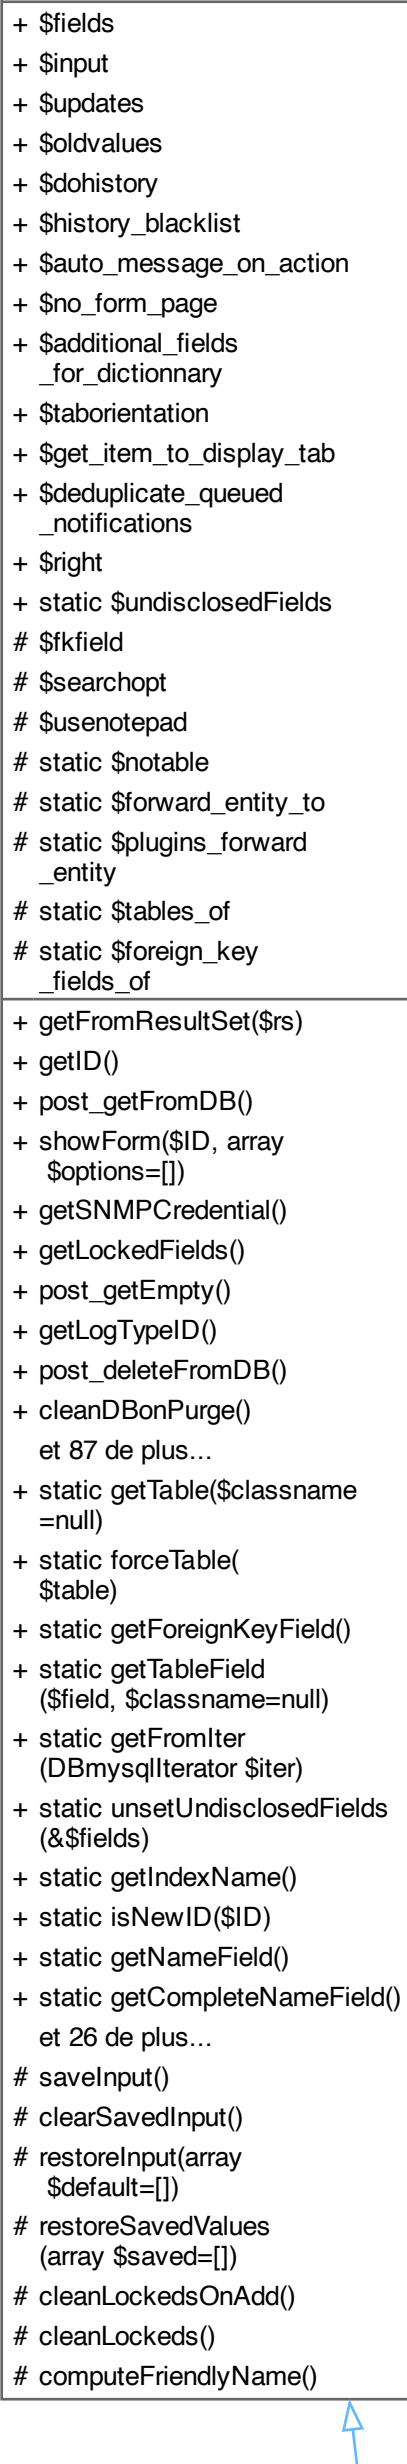 + $fields
+ $input
+ $updates
+ $oldvalues
+ $dohistory
+ $history_blacklist
+ $auto_message_on_action
+ $no_form_page
+ $additional_fields
_for_dictionnary
+ $taborientation
+ $get_item_to_display_tab
+ $deduplicate_queued
_notifications
+ $right
+ static $undisclosedFields
# $fkfield
# $searchopt
# $usenotepad
# static $notable
# static $forward_entity_to
# static $plugins_forward
_entity
# static $tables_of
# static $foreign_key
_fields_of
+ getFromResultSet($rs)
+ getID()
+ post_getFromDB()
+ showForm($ID, array
$options=[])
+ getSNMPCredential()
+ getLockedFields()
+ post_getEmpty()
+ getLogTypeID()
+ post_deleteFromDB()
+ cleanDBonPurge()
et 87 de plus...
+ static getTable($classname
=null)
+ static forceTable(
$table)
+ static getForeignKeyField()
+ static getTableField
($field, $classname=null)
+ static getFromIter
(DBmysqlIterator $iter)
+ static unsetUndisclosedFields
(&$fields)
+ static getIndexName()
+ static isNewID($ID)
+ static getNameField()
+ static getCompleteNameField()
et 26 de plus...
# saveInput()
# clearSavedInput()
# restoreInput(array
$default=[])
# restoreSavedValues
(array $saved=[])
# cleanLockedsOnAdd()
# cleanLockeds()
# computeFriendlyName()